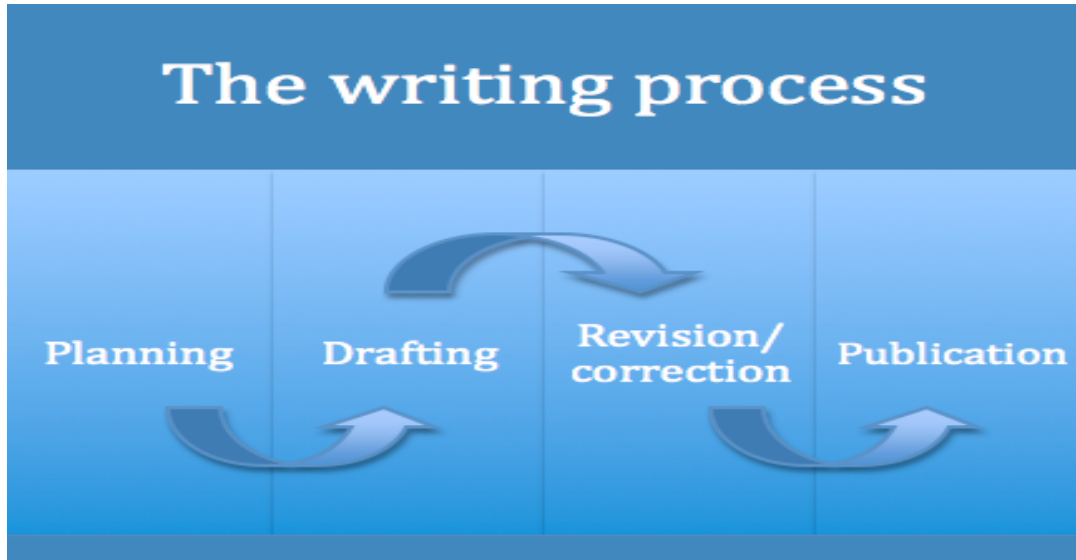 The writing process
Planning
Drafting
Revision/
correction
Publication